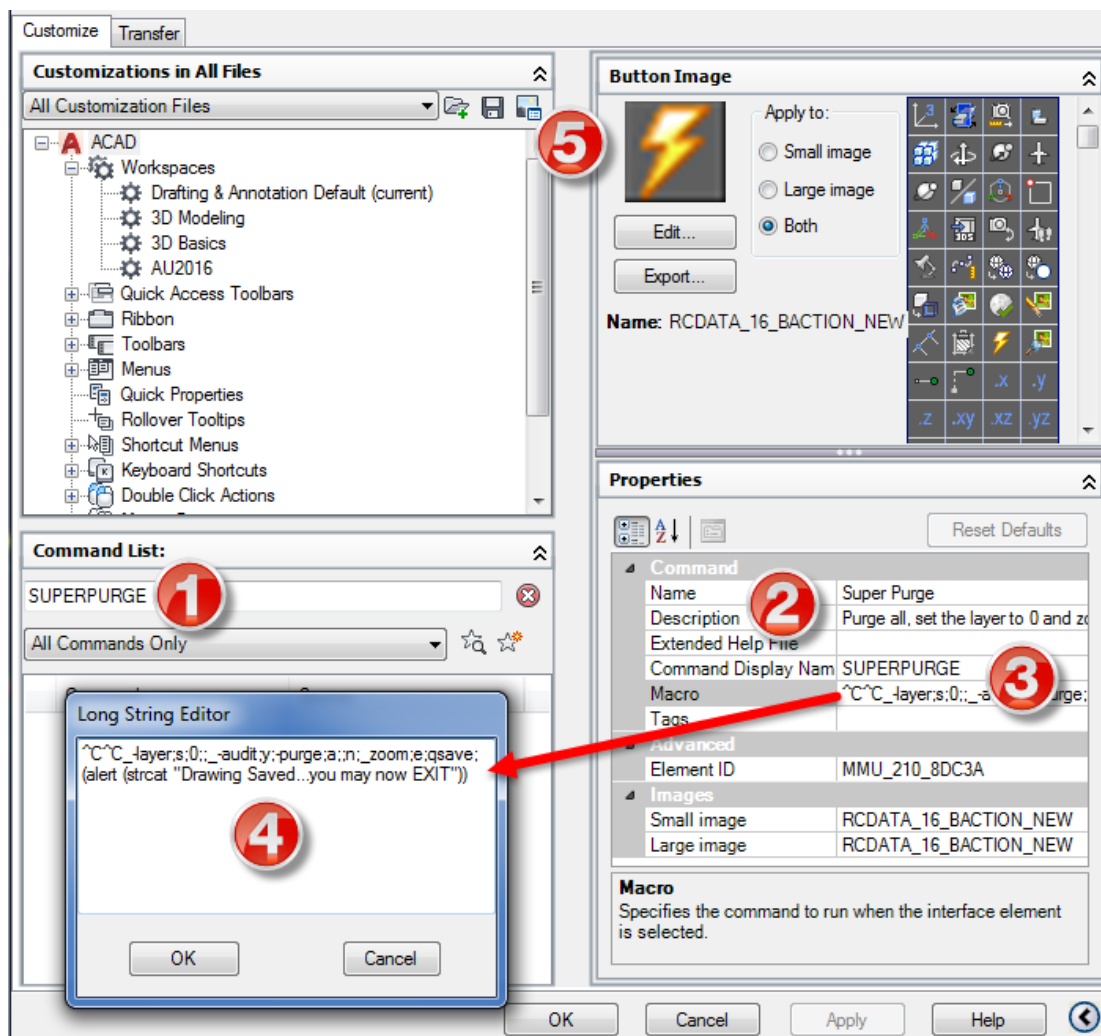 Customize
Transfer
Customizations in All Files
All Customization Files
ACAD
Workspaces
Drafting & Annotation Default (current)
3D Modeling
3D Basics
AU2016
Quick Access Toolbars
Ribbon
Toolbars
Menus
Quick Properties
Rollover Tooltips
Shortcut Menus
Keyboard Shortcuts
Double Click Actions
5
Button Image
Apply to:
Small image
Large image
Both
Edit...
Export...
Name: RCDATA_16_BACTION_NEW
.x .y
.z .xy .xz .yz
Command List:
SUPERPURGE
1
All Commands Only
Long String Editor
^C^C_-layer;s;0;;_-audit;y;-purge;a;;n;_zoom;e;qsave;
(alert (strcat "Drawing Saved...you may now EXIT"))
4
OK Cancel
Properties
Reset Defaults
Command
Name Super Purge
2
Description Purge all, set the layer to 0 and zo
Extended Help File
Command Display Nam SUPERPURGE
3
Macro ^C^C_-layer;s;0;;_-a urge;
Tags
Advanced
Element ID MMU_210_8DC3A
Images
Small image RCDATA_16_BACTION_NEW
Large image RCDATA_16_BACTION_NEW
Macro
Specifies the command to run when the interface element
is selected.
OK Cancel Apply Help